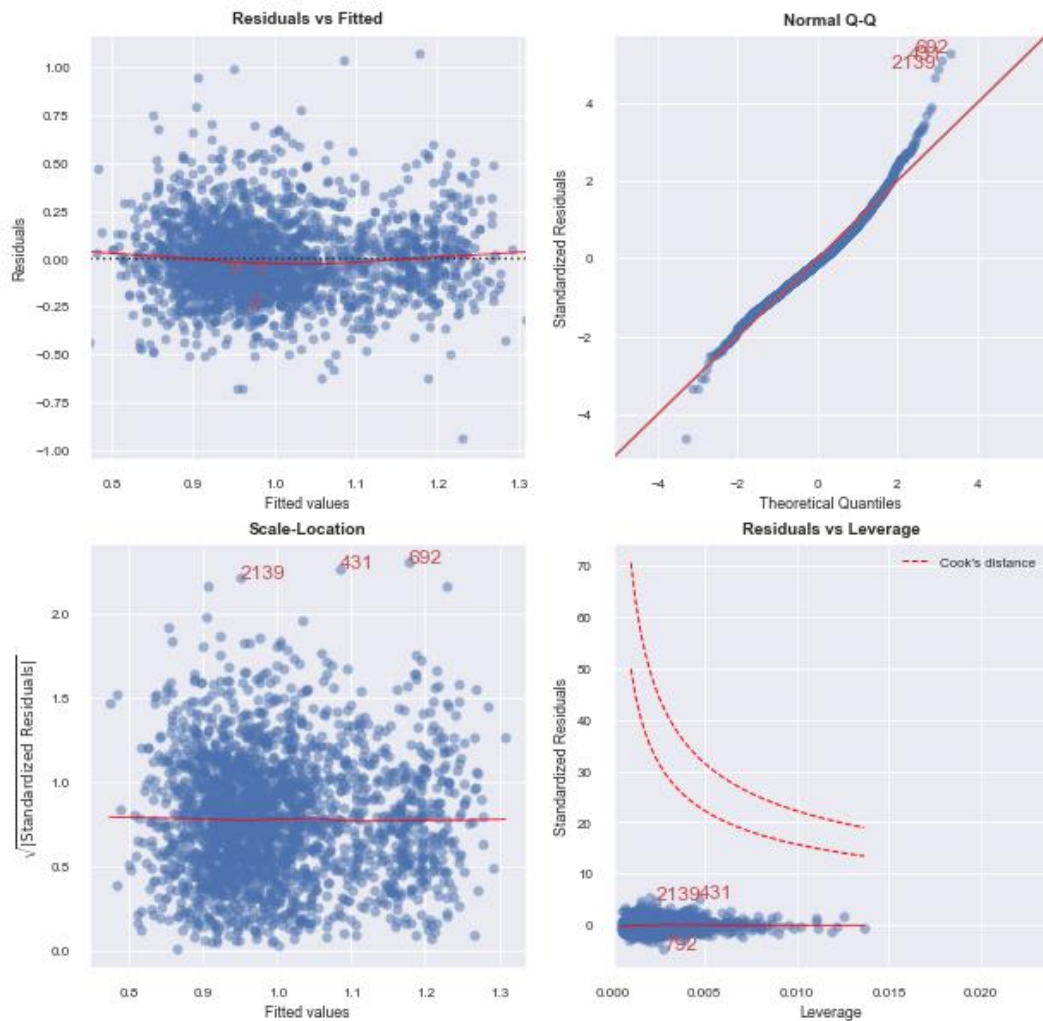 Residuals vs Fitted
1.00
0.75
0.50
0.25
0.00
−0.25
−0.50
−0.75
−1.00
Residuals
0.8 0.9 1.0 1.1 1.2 1.3
Fitted values
Normal Q-Q
692
431
2139
4
2
0
−2
−4
Standardized Residuals
−4 −2 0 2 4
Theoretical Quantiles
Scale-Location
2139 431 692
2.0
1.5
1.0
0.5
0.0
√|Standardized Residuals|
0.8 0.9 1.0 1.1 1.2 1.3
Fitted values
Residuals vs Leverage
Cook's distance
70
60
50
40
30
20
10
0
Standardized Residuals
2139 431
792
0.000 0.005 0.010 0.015 0.020
Leverage